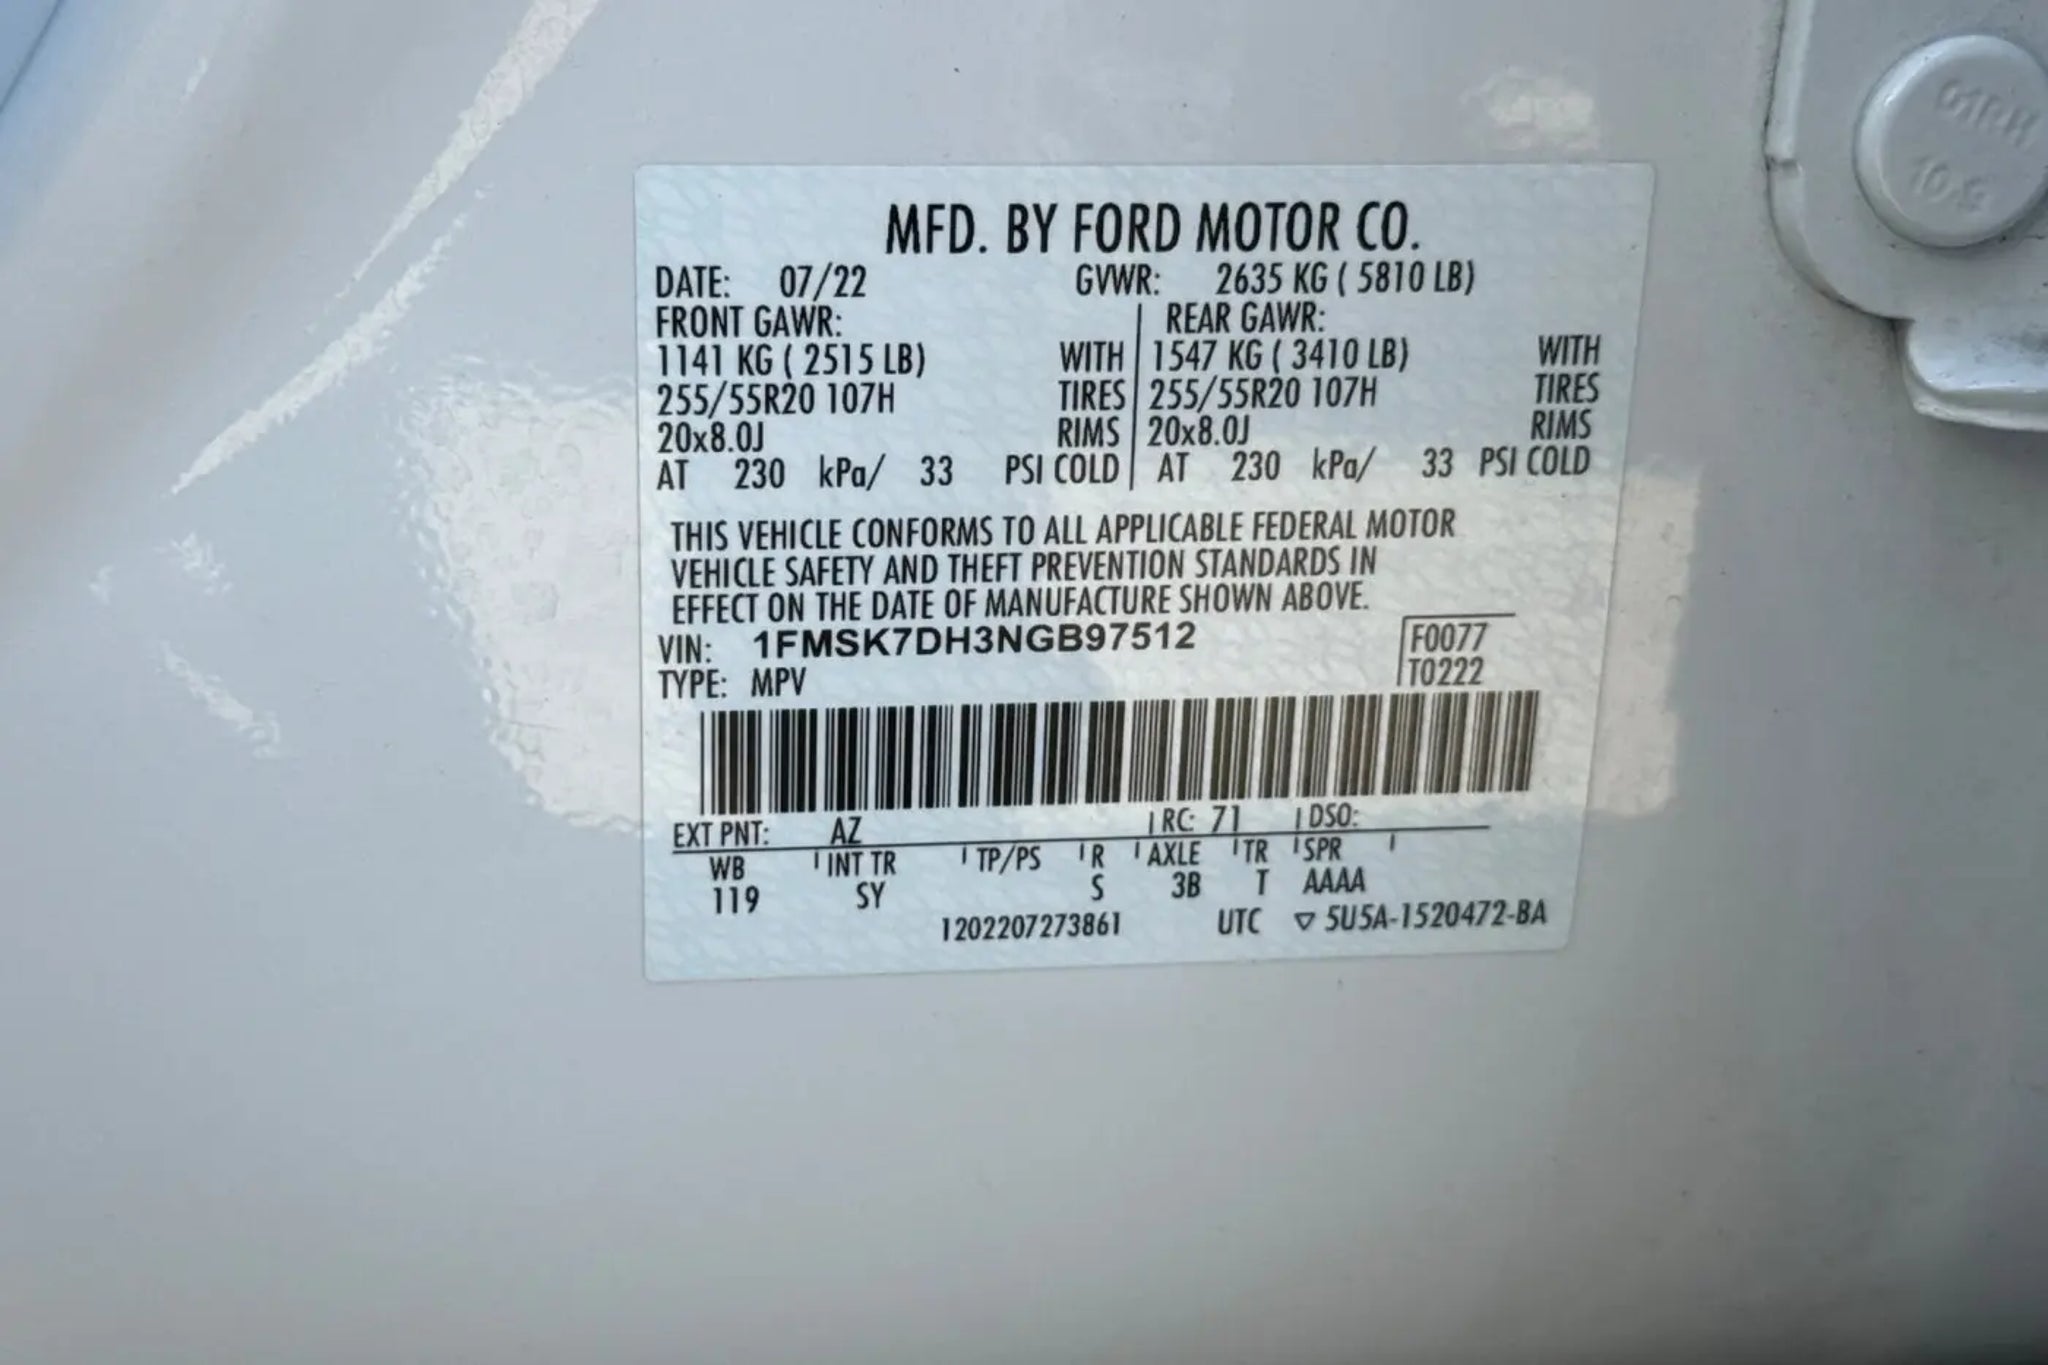 MFD. BY FORD MOTOR CO.
DATE: 07/22 GVWR: 2635 KG ( 5810 LB)
FRONT GAWR: REAR GAWR:
1141 KG ( 2515 LB) WITH 1547 KG ( 3410 LB) WITH
255/55R20 107H TIRES 255/55R20 107H TIRES
20x8.0J RIMS 20x8.0J RIMS
AT 230 kPa/ 33 PSI COLD AT 230 kPa/ 33 PSI COLD
THIS VEHICLE CONFORMS TO ALL APPLICABLE FEDERAL MOTOR
VEHICLE SAFETY AND THEFT PREVENTION STANDARDS IN
EFFECT ON THE DATE OF MANUFACTURE SHOWN ABOVE.
VIN: 1FMSK7DH3NGB97512 F0077
TYPE: MPV T0222
EXT PNT: AZ RC: 71 DSO:
WB INT TR TP/PS R AXLE TR SPR
119 SY S 3B T AAAA
1202207273861 UTC ▽ 5U5A-1520472-BA
10.9